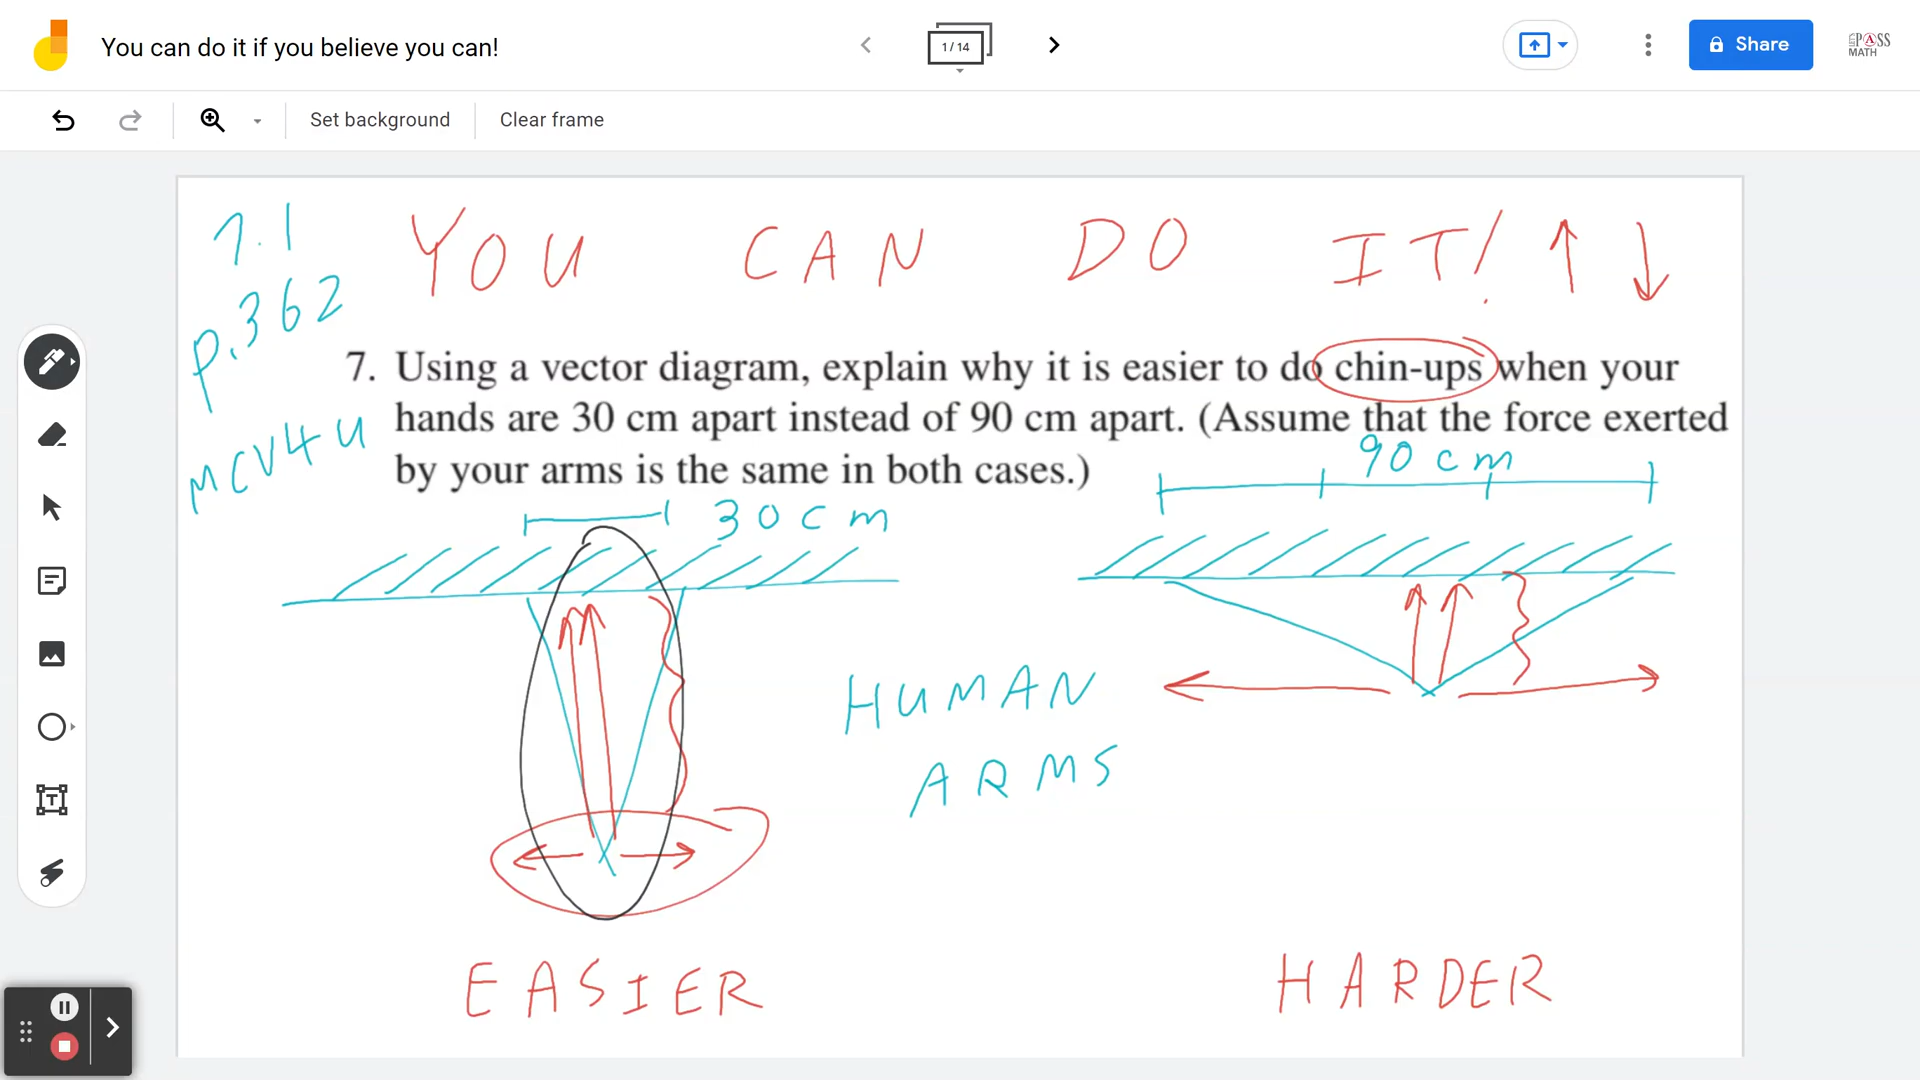 You can do it if you believe you can!
1 / 14
Share
LET'S PASS MATH
Set background
Clear frame
7.1
p.362
MCV4U
YOU CAN DO IT!
7. Using a vector diagram, explain why it is easier to do chin-ups when your
hands are 30 cm apart instead of 90 cm apart. (Assume that the force exerted
by your arms is the same in both cases.)
30 cm
90 cm
HUMAN
ARMS
EASIER
HARDER